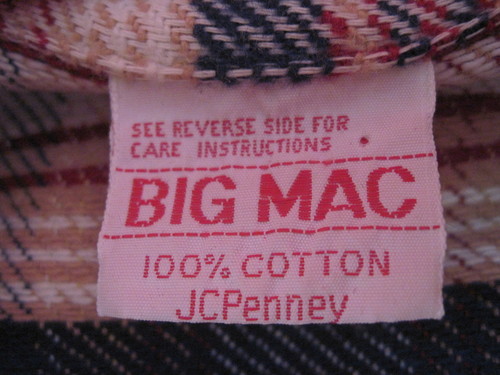 SEE REVERSE SIDE FOR
CARE INSTRUCTIONS
BIG MAC
100% COTTON
JCPenney